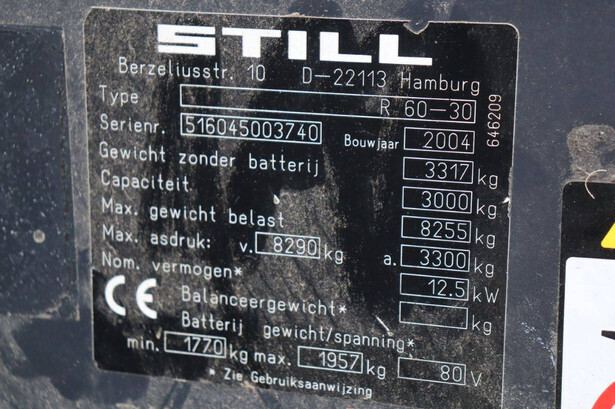 STILL
Berzeliusstr. 10 D-22113 Hamburg
Type R 60-30
Serienr. 516045003740 Bouwjaar 2004
Gewicht zonder batterij 3317 kg
Capaciteit 3000 kg
Max. gewicht belast 8255 kg
Max. asdruk: v. 8290 kg a. 3300 kg
Nom. vermogen* 12.5 kW
CE Balanceergewicht* kg
Batterij gewicht/spanning*
min. 1770 kg max. 1957 kg 80 V
* Zie Gebruiksaanwijzing
646209